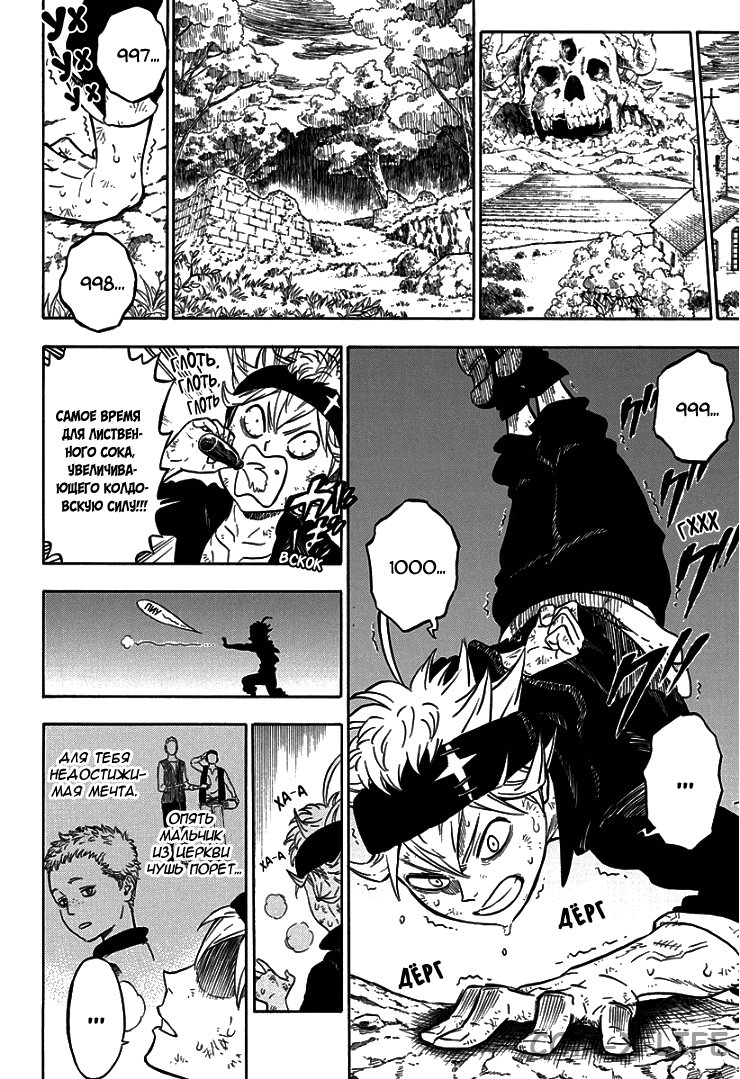 997...
УХ
УХ
УХ
998...
999...
ГХХХ
1000...
...
ДЁРГ
ДЁРГ
ГЛОТЬ,
ГЛОТЬ,
ГЛОТЬ
САМОЕ ВРЕМЯ
ДЛЯ ЛИСТВЕН-
НОГО СОКА,
УВЕЛИЧИВА-
ЮЩЕГО КОЛДО-
ВСКУЮ СИЛУ!!!
ВСКОК
ПИУ
ХА-А
ХА-А
ДЛЯ ТЕБЯ
НЕДОСТИЖИ-
МАЯ МЕЧТА.
ОПЯТЬ
МАЛЬЧИК
ИЗ ЦЕРКВИ
ЧУШЬ ПОРЕТ...
...